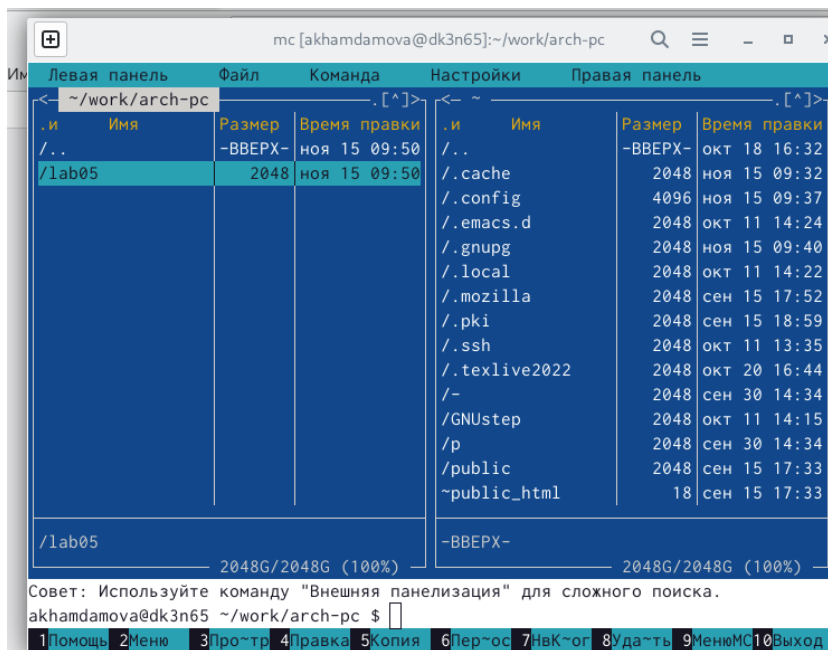 mc [akhamdamova@dk3n65]:~/work/arch-pc
Левая панель Файл Команда Настройки Правая панель
<— ~/work/arch-pc .[^]> <— ~ .[^]>
.и Имя Размер Время правки .и Имя Размер Время правки
/.. -ВВЕРХ- ноя 15 09:50 /.. -ВВЕРХ- окт 18 16:32
/lab05 2048 ноя 15 09:50 /.cache 2048 ноя 15 09:32
/.config 4096 ноя 15 09:37
/.emacs.d 2048 окт 11 14:24
/.gnupg 2048 ноя 15 09:40
/.local 2048 окт 11 14:22
/.mozilla 2048 сен 15 17:52
/.pki 2048 сен 15 18:59
/.ssh 2048 окт 11 13:35
/.texlive2022 2048 окт 20 16:44
/- 2048 сен 30 14:34
/GNUstep 2048 окт 11 14:15
/p 2048 сен 30 14:34
/public 2048 сен 15 17:33
~public_html 18 сен 15 17:33
/lab05 -ВВЕРХ-
2048G/2048G (100%) 2048G/2048G (100%)
Совет: Используйте команду "Внешняя панелизация" для сложного поиска.
akhamdamova@dk3n65 ~/work/arch-pc $
1Помощь 2Меню 3Про~тр 4Правка 5Копия 6Пер~ос 7НвК~ог 8Уда~ть 9МенюМС 10Выход